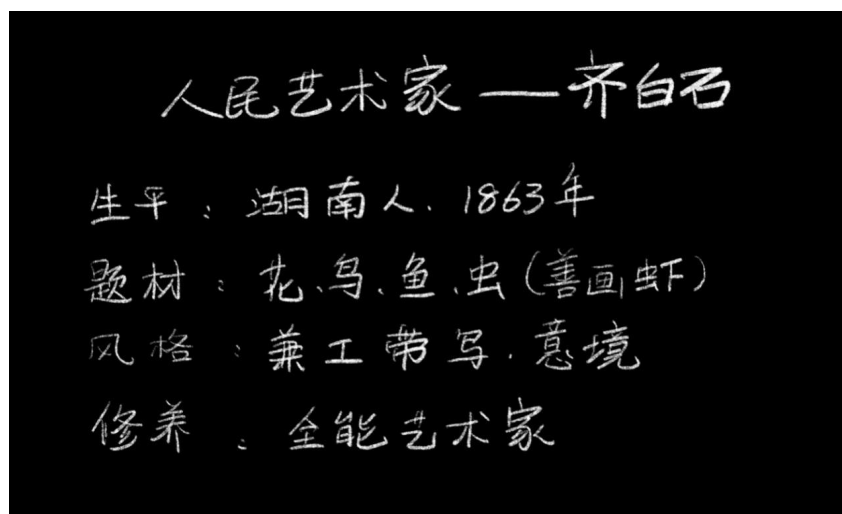 人民艺术家——齐白石
生平：湖南人.1863年
题材：花、鸟、鱼、虫(善画虾)
风格：兼工带写.意境
修养：全能艺术家